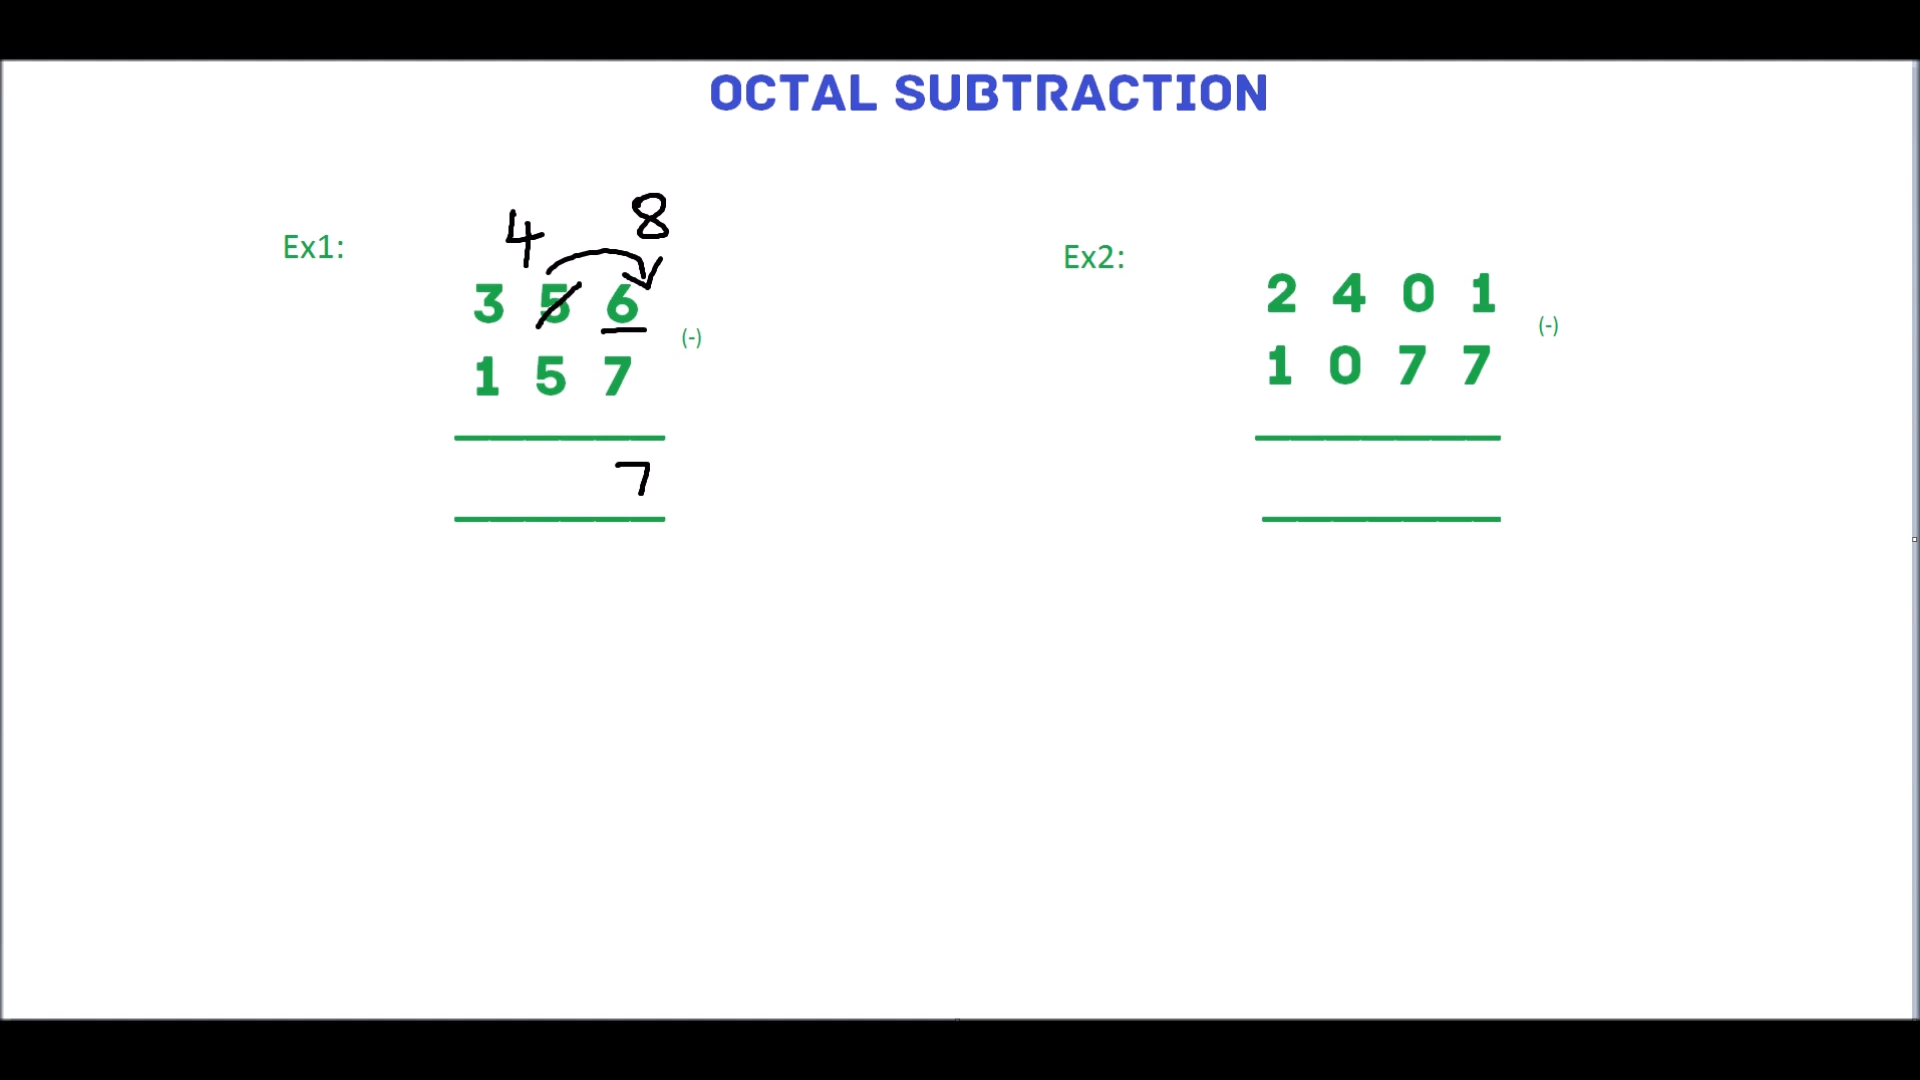 OCTAL SUBTRACTION
Ex1:
4 8
3 5 6
(-)
1 5 7
7
Ex2:
2 4 0 1
(-)
1 0 7 7